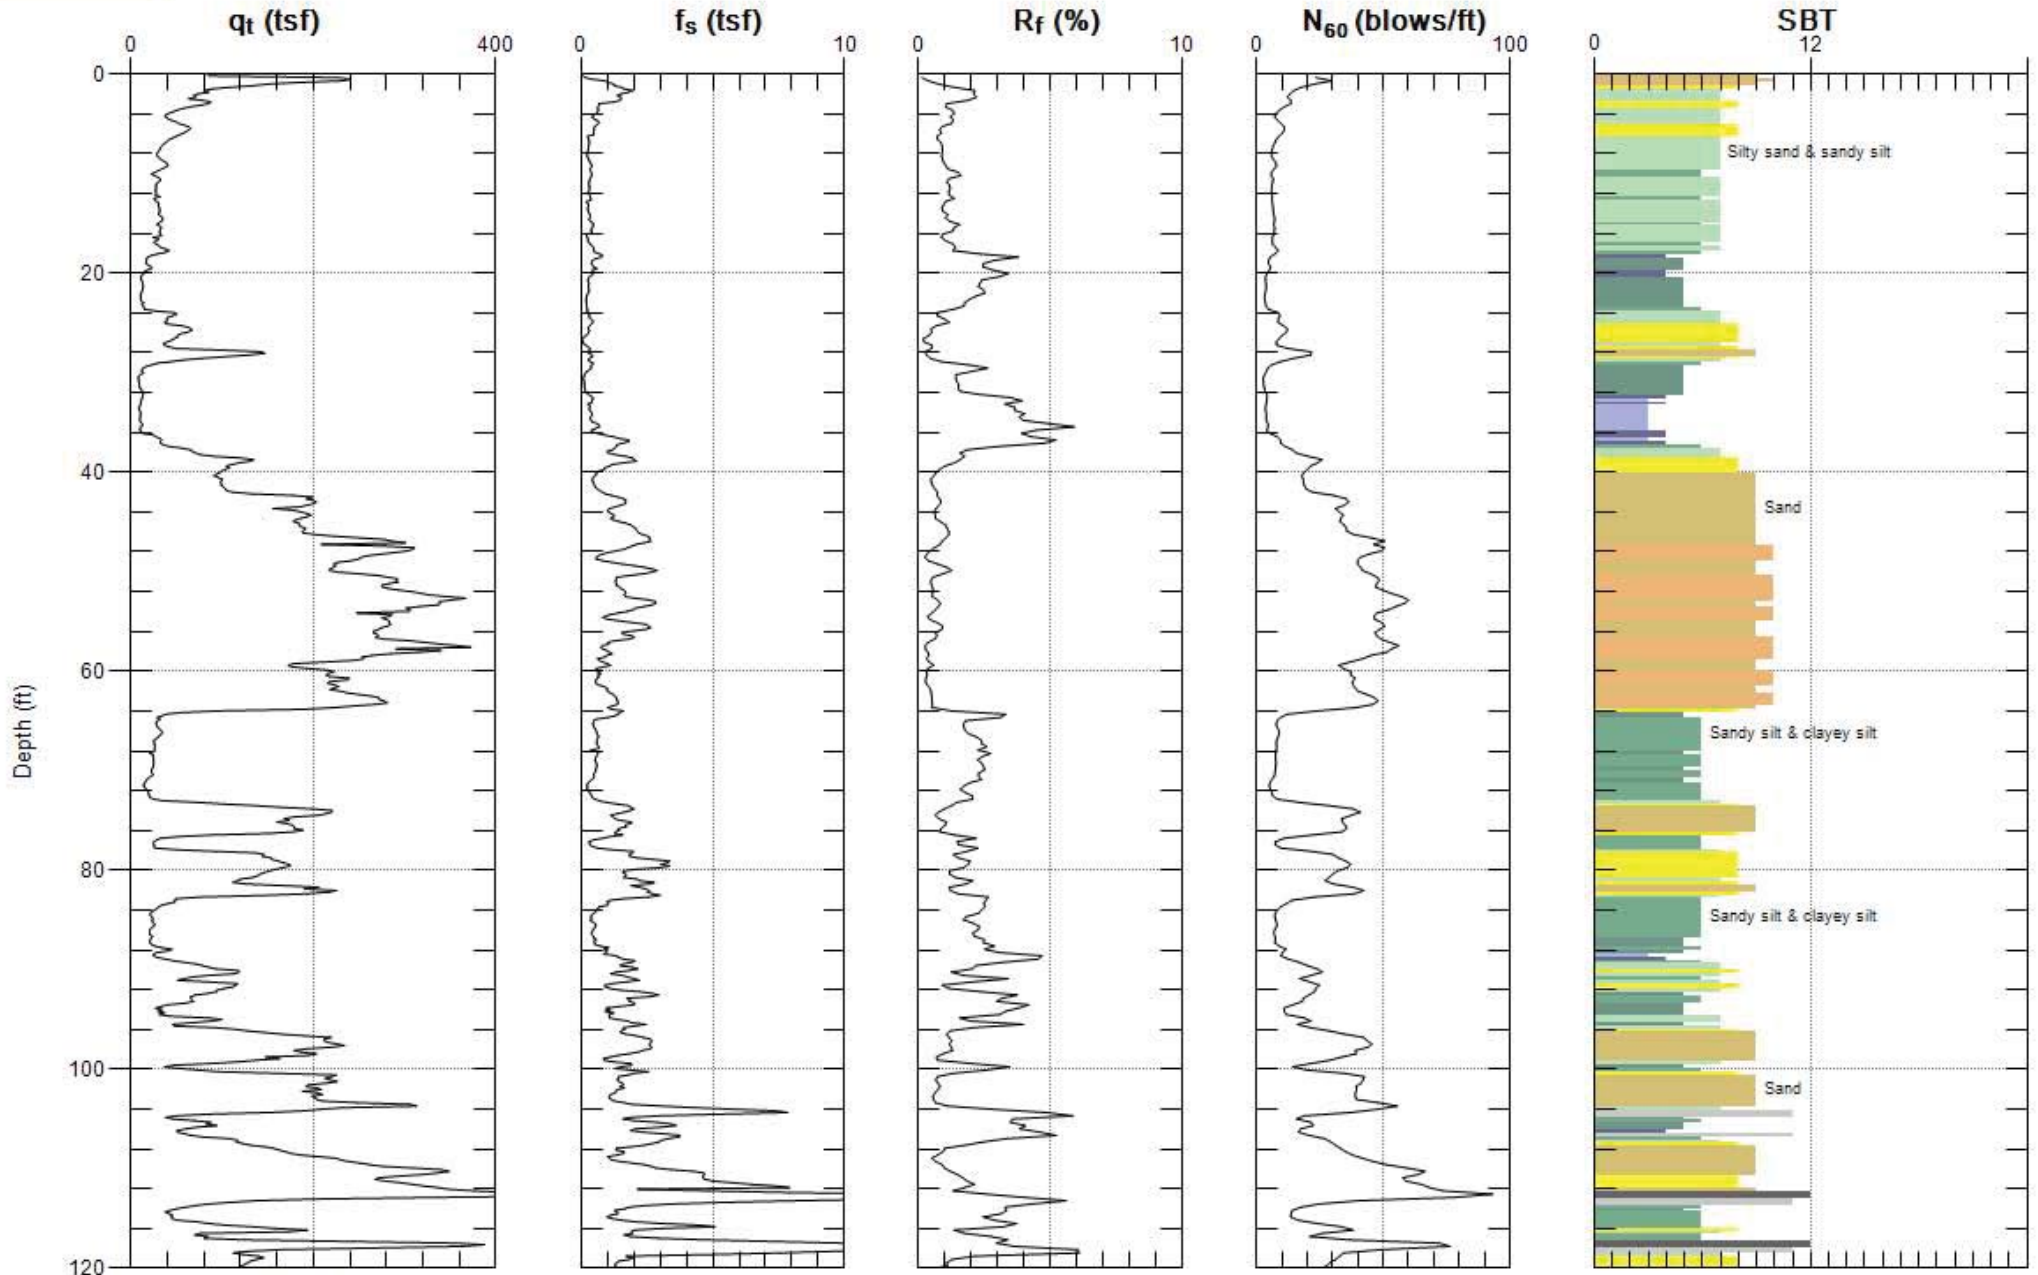 qt (tsf) fs (tsf) Rf (%) N60 (blows/ft) SBT
0 400 0 10 0 10 0 100 0 12
0
Silty sand & sandy silt
20
40
Sand
60
Depth (ft)
Sandy silt & clayey silt
80
Sandy silt & clayey silt
100
Sand
120